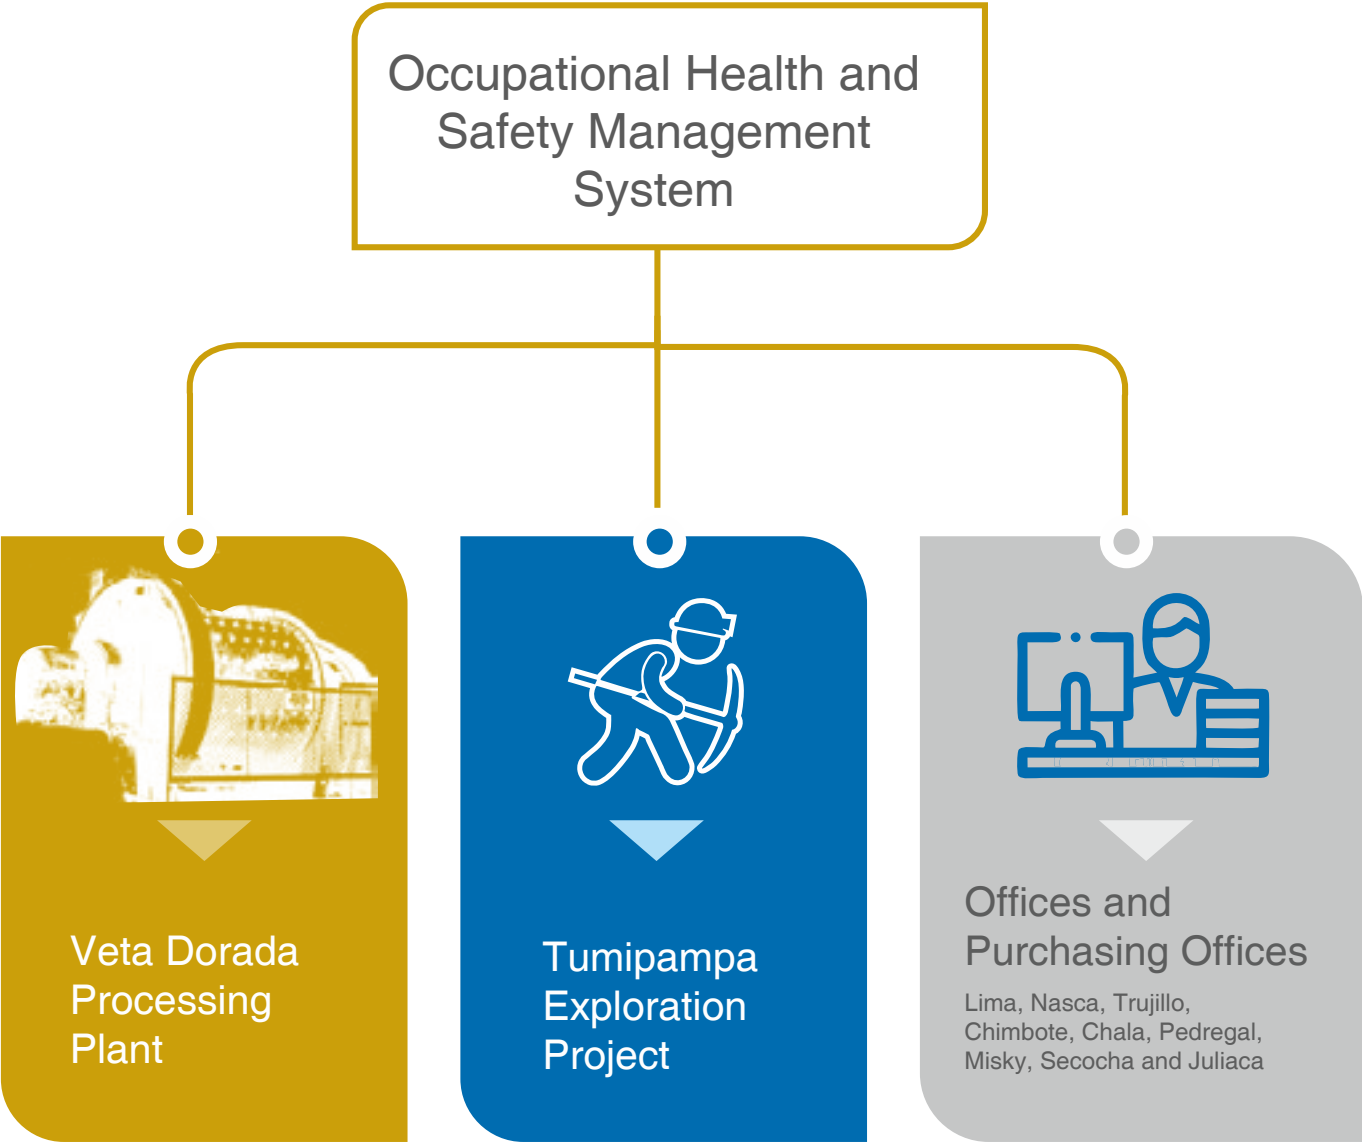 Occupational Health and
Safety Management
System
Veta Dorada
Processing
Plant
Tumipampa
Exploration
Project
Offices and
Purchasing Offices
Lima, Nasca, Trujillo,
Chimbote, Chala, Pedregal,
Misky, Secocha and Juliaca